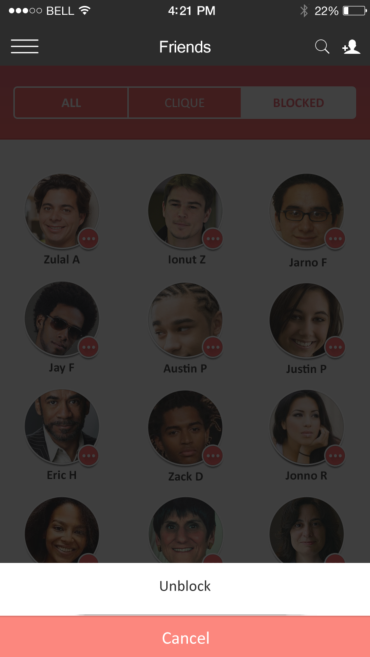 BELL 4:21 PM 22%
Friends
ALL CLIQUE BLOCKED
Zulal A Ionut Z Jarno F
Jay F Austin P Justin P
Eric H Zack D Jonno R
Unblock
Cancel